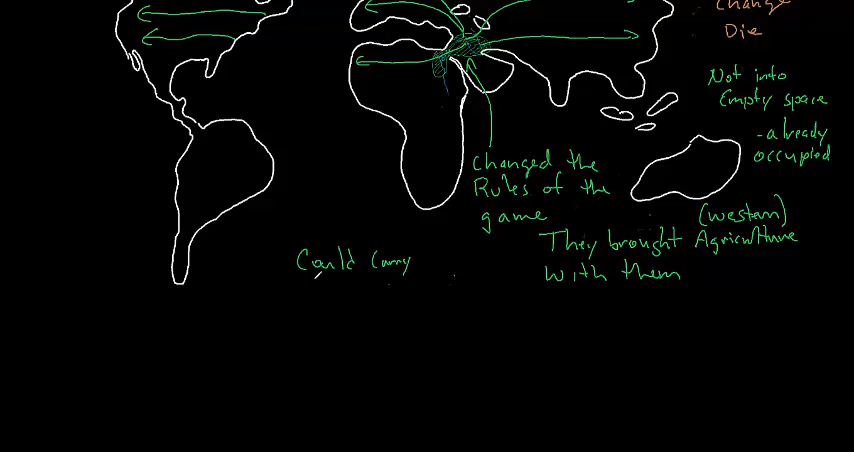 Change
Die
Not into
Empty space
- already
occupied
Changed the
Rules of the
game
(western)
They brought Agriculture
with them
Could Carry